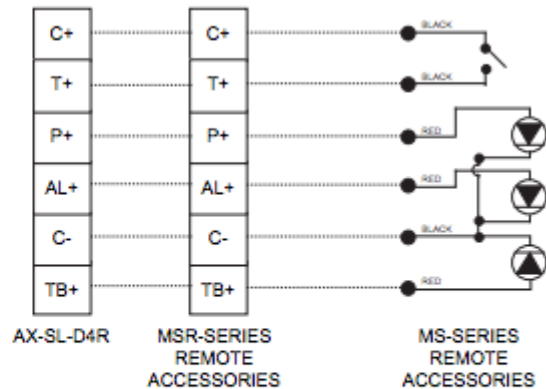 C+ C+ BLACK
T+ T+ BLACK
P+ P+ RED
AL+ AL+ RED
C- C- BLACK
TB+ TB+ RED
AX-SL-D4R
MSR-SERIES
REMOTE
ACCESSORIES
MS-SERIES
REMOTE
ACCESSORIES